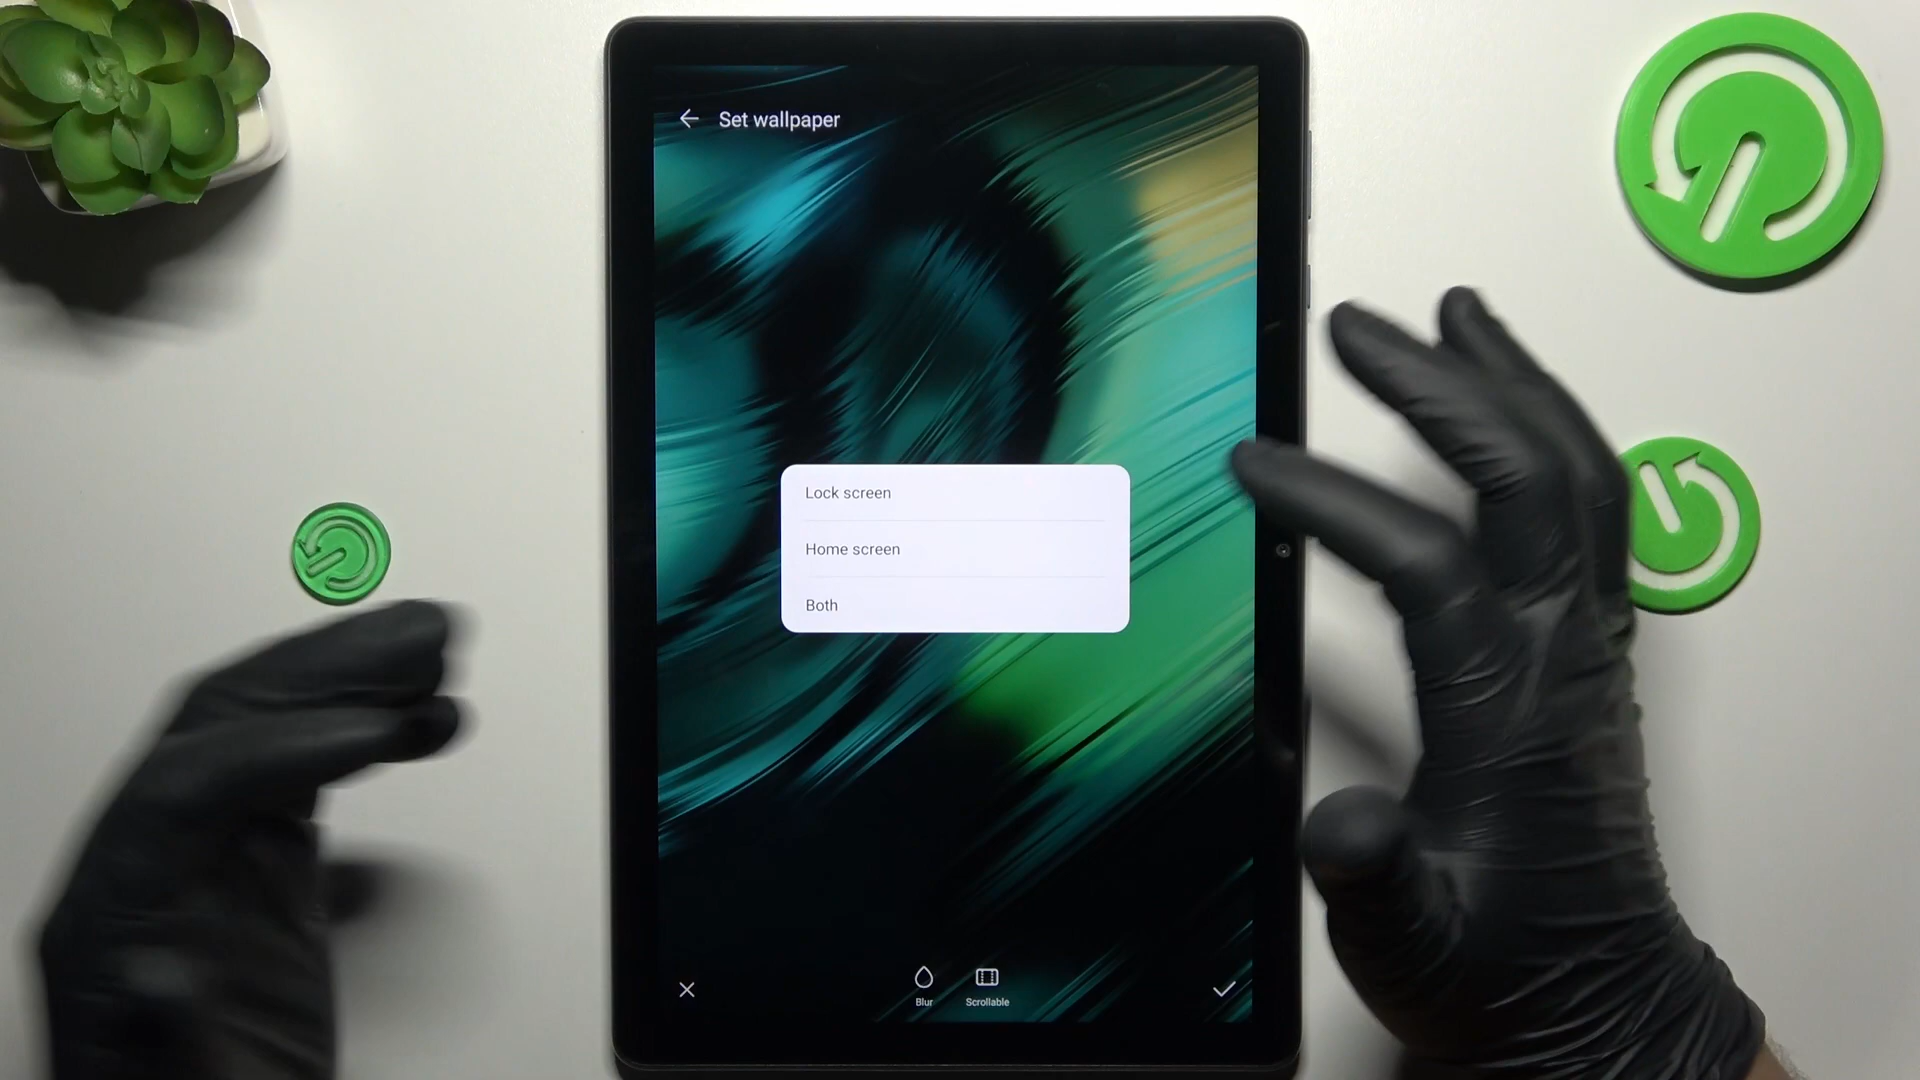 Set wallpaper
Lock screen
Home screen
Both
Blur
Scrollable